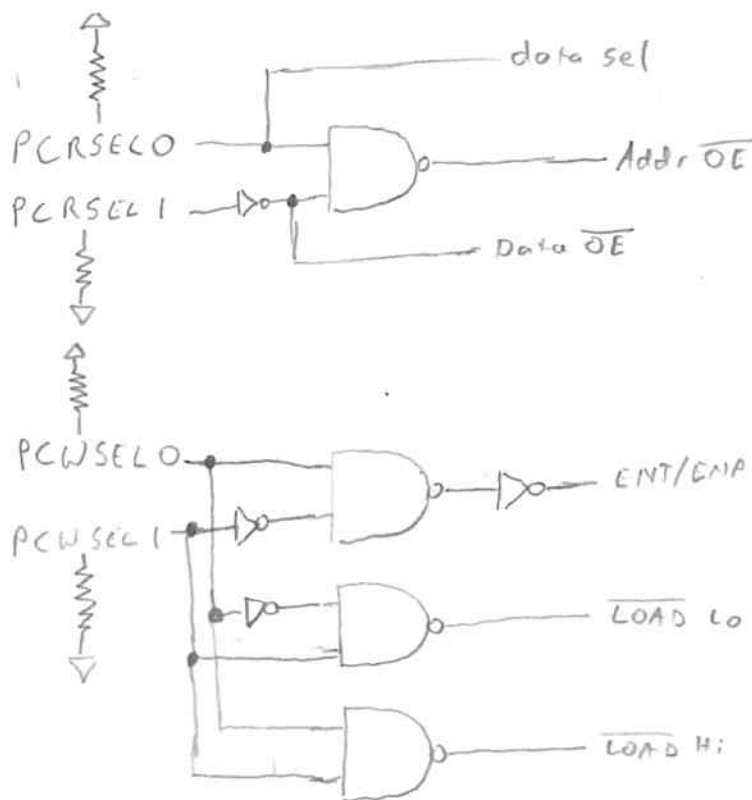 data sel
PCRSEL0
Addr OE
PCRSEL1
Data OE
PCWSEL0
ENT/ENP
PCWSEL1
LOAD LO
LOAD Hi